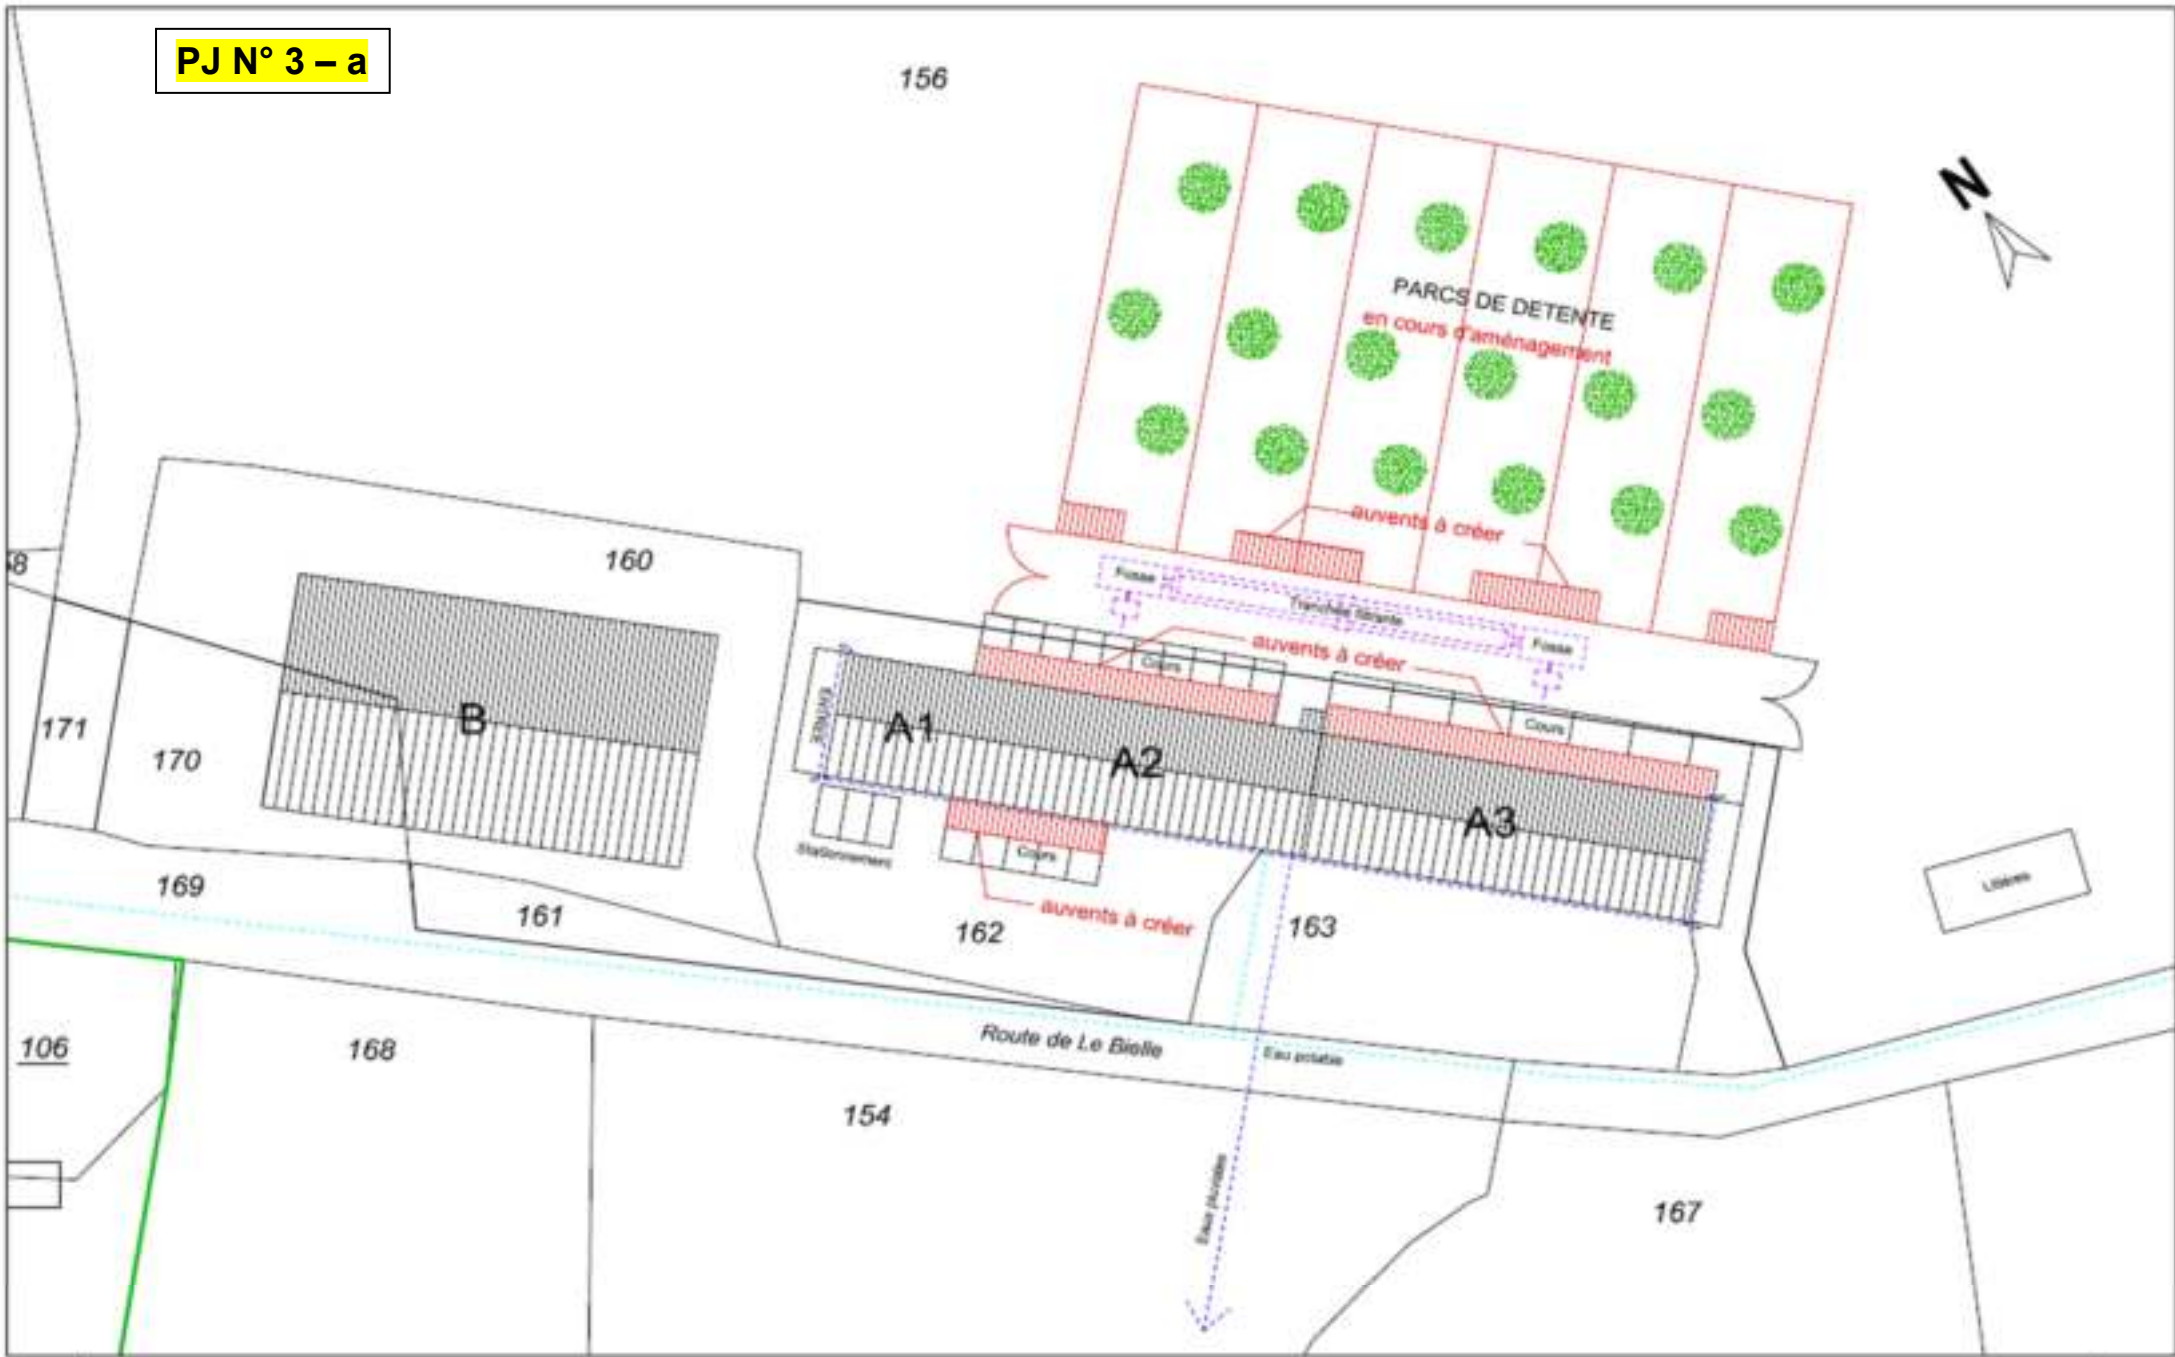 PJ N° 3 – a
156
N
PARCS DE DETENTE
en cours d'aménagement
auvents à créer
160
58
Fosse
Tranchée filtrante
Fosse
auvents à créer
Cours
Cours
B
A1
A2
A3
171
170
Stationnement
Cours
Litières
169
161
162
auvents à créer
163
106
168
Route de Le Bielle
Eau potable
154
Eaux pluviales
167